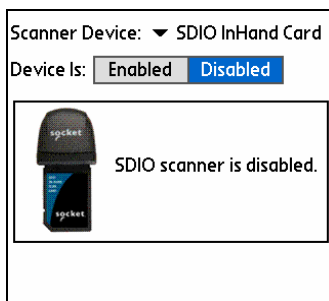 Scanner Device: SDIO InHand Card
Device Is: Enabled Disabled
socket
SDIO scanner is disabled.
socket